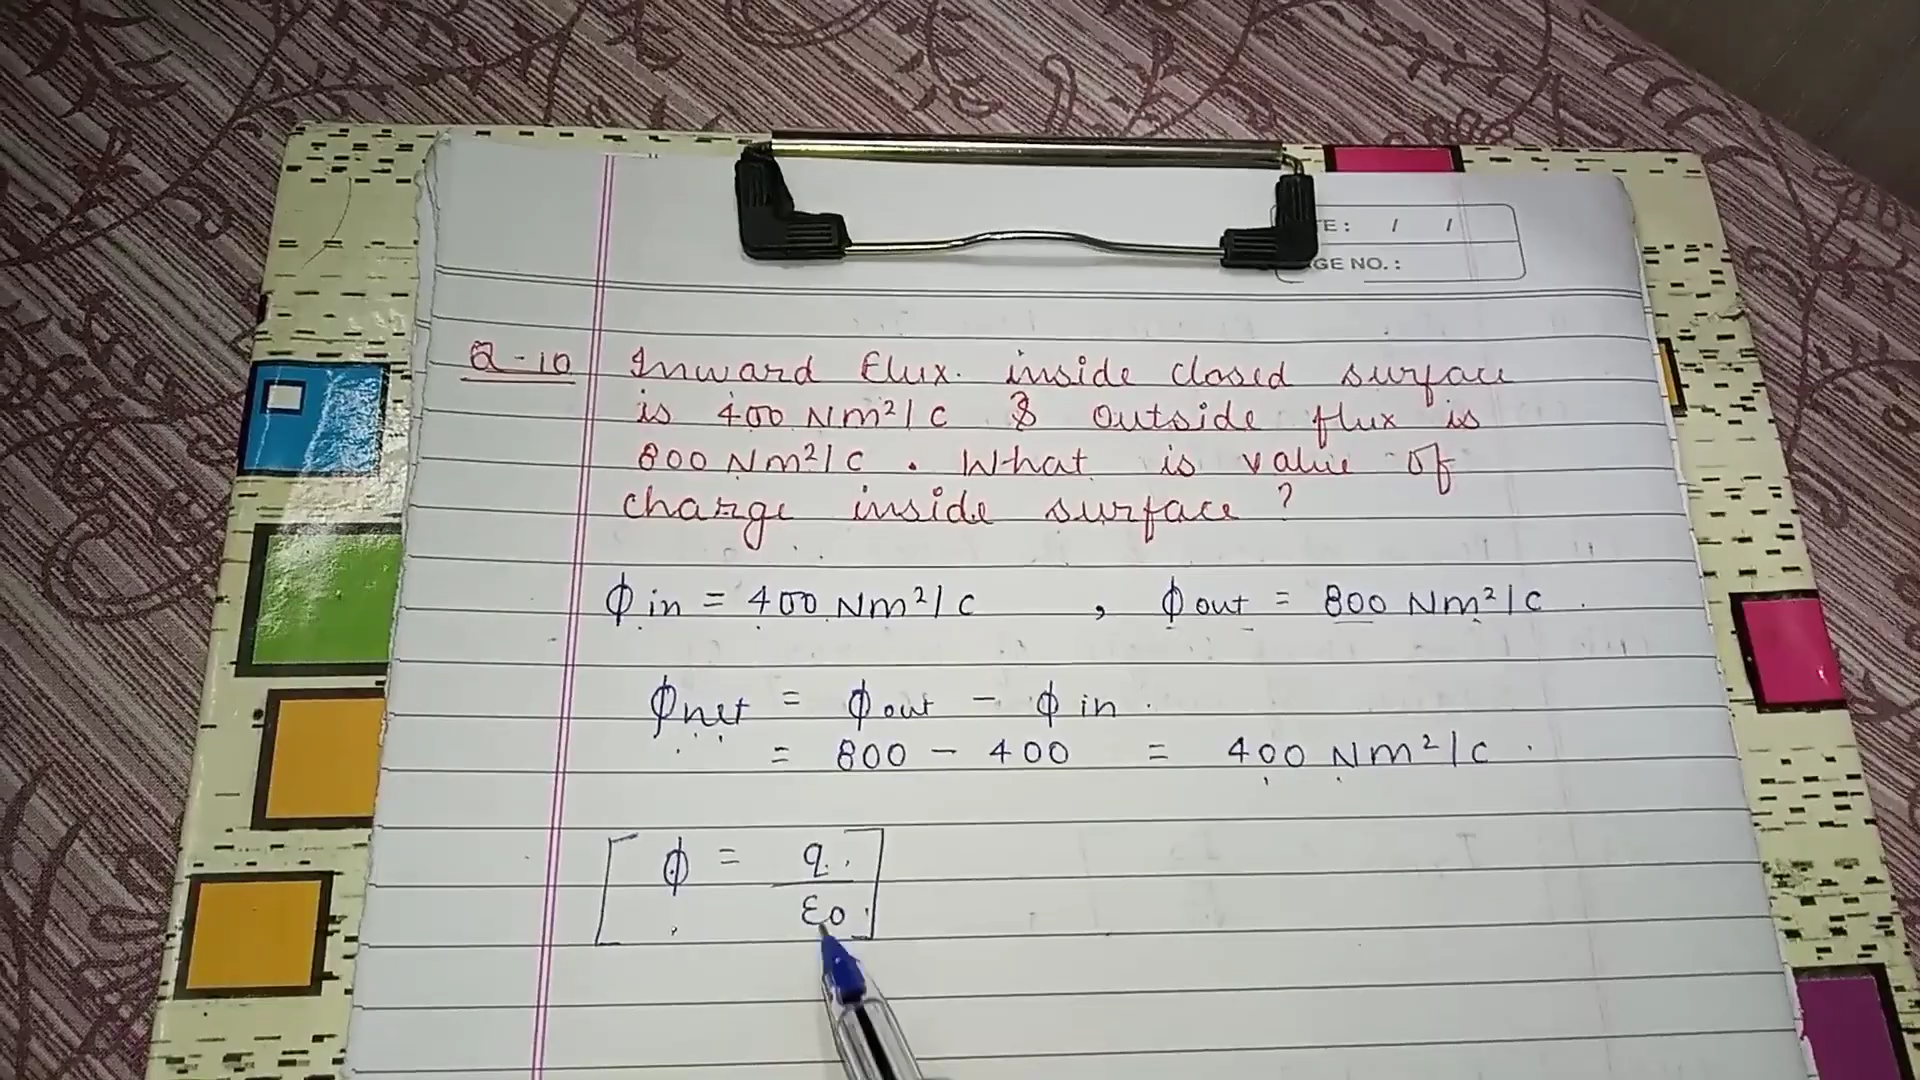 TE: / /
GE NO. :
Q-10 Inward flux. inside closed surface
is 400 Nm²/C & outside flux is
800 Nm²/C. What is value of
charge inside surface?
ϕ in = 400 Nm²/C , ϕ out = 800 Nm²/C.
ϕnet = ϕ out - ϕ in.
= 800 - 400 = 400 Nm²/C.
[ϕ = q/ε0]